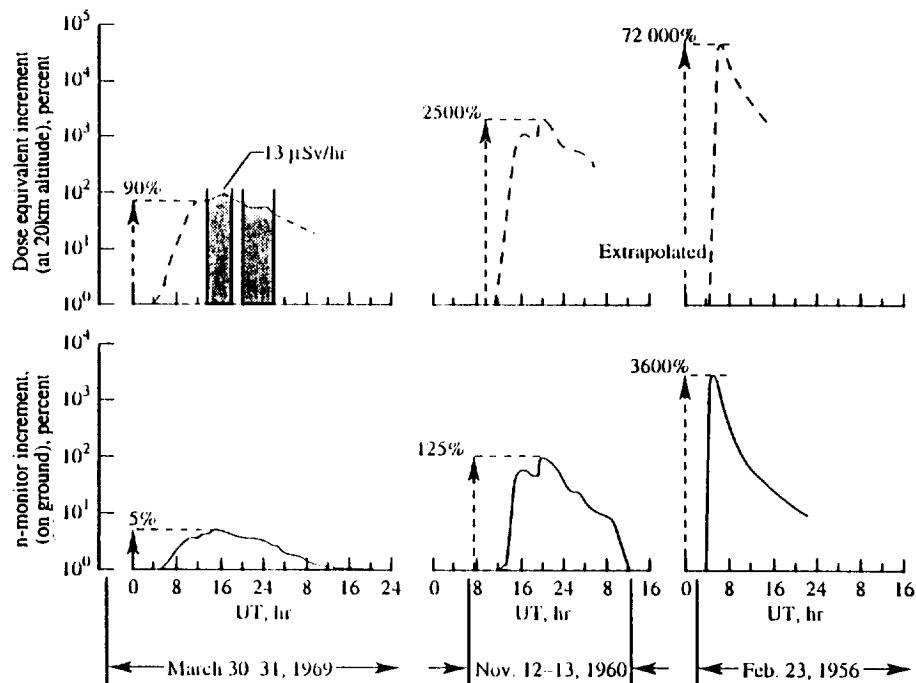 Dose equivalent increment
(at 20km altitude), percent
10^5
10^4
10^3
10^2
10^1
10^0
90%
13 µSv/hr
2500%
72 000%
Extrapolated
n-monitor increment,
(on ground), percent
10^4
10^3
10^2
10^1
10^0
5%
125%
3600%
0 8 16 24 8 16 24
0 8 16 24 8 16
0 8 16 24 8 16
UT, hr
UT, hr
UT, hr
March 30-31, 1969
Nov. 12-13, 1960
Feb. 23, 1956